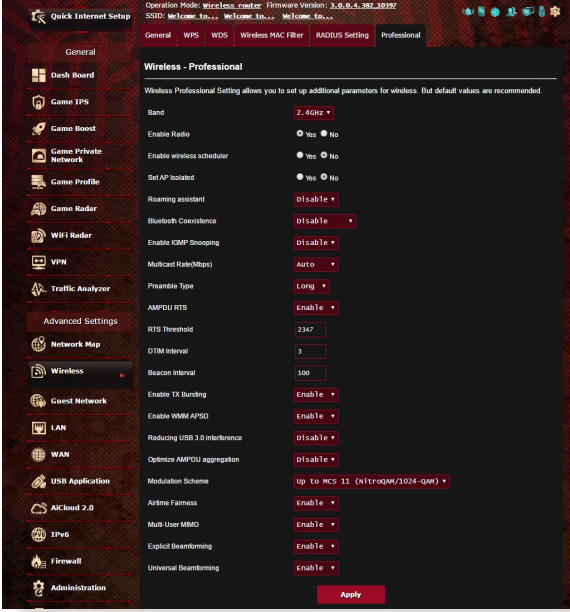 Quick Internet Setup
Operation Mode: Wireless router Firmware Version: 3.0.0.4.382_10397
SSID: Welcome to... Welcome to... Welcome to...
General WPS WDS Wireless MAC Filter RADIUS Setting Professional
General
Dash Board
Game IPS
Game Boost
Game Private Network
Game Profile
Game Radar
WiFi Radar
VPN
Traffic Analyzer
Advanced Settings
Network Map
Wireless
Guest Network
LAN
WAN
USB Application
AiCloud 2.0
IPv6
Firewall
Administration
Wireless - Professional
Wireless Professional Setting allows you to set up additional parameters for wireless. But default values are recommended.
Band 2.4GHz
Enable Radio Yes No
Enable wireless scheduler Yes No
Set AP Isolated Yes No
Roaming assistant Disable
Bluetooth Coexistence Disable
Enable IGMP Snooping Disable
Multicast Rate(Mbps) Auto
Preamble Type Long
AMPDU RTS Enable
RTS Threshold 2347
DTIM Interval 3
Beacon Interval 100
Enable TX Bursting Enable
Enable WMM APSD Enable
Reducing USB 3.0 interference Disable
Optimize AMPDU aggregation Disable
Modulation Scheme Up to MCS 11 (NitroQAM/1024-QAM)
Airtime Fairness Enable
Multi-User MIMO Enable
Explicit Beamforming Enable
Universal Beamforming Enable
Apply